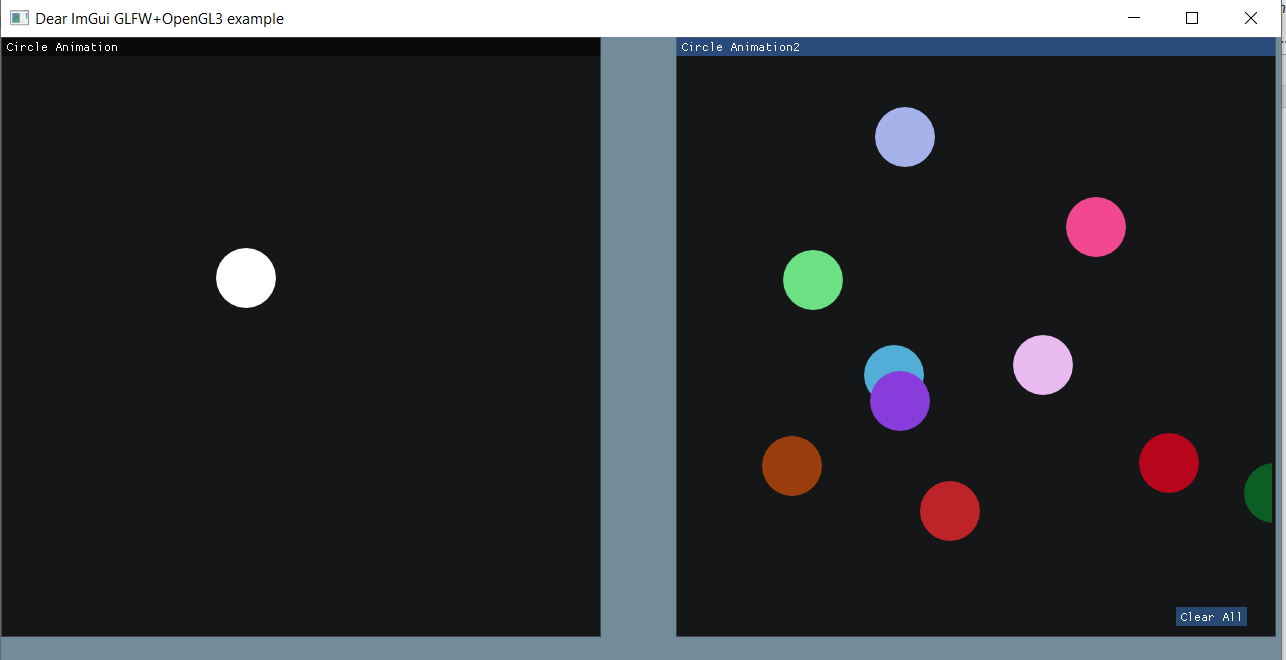 Dear ImGui GLFW+OpenGL3 example
Circle Animation
Circle Animation2
Clear All